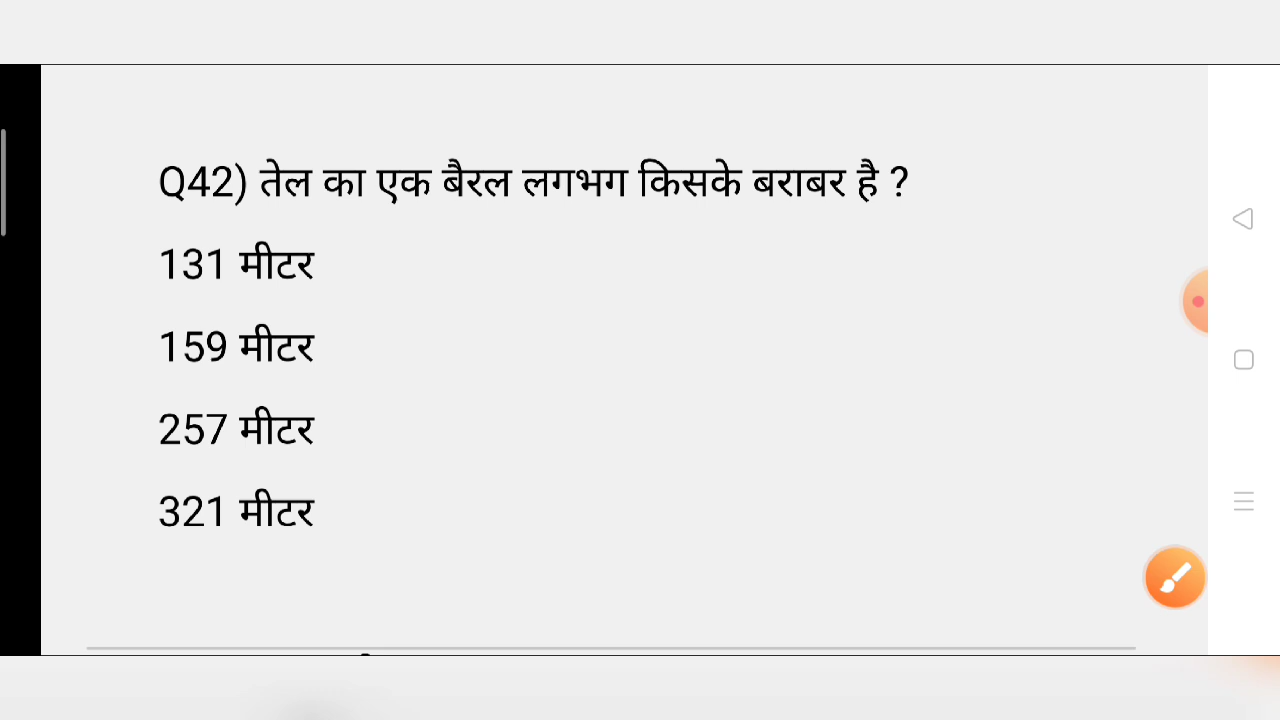 Q42) तेल का एक बैरल लगभग किसके बराबर है ?
131 मीटर
159 मीटर
257 मीटर
321 मीटर